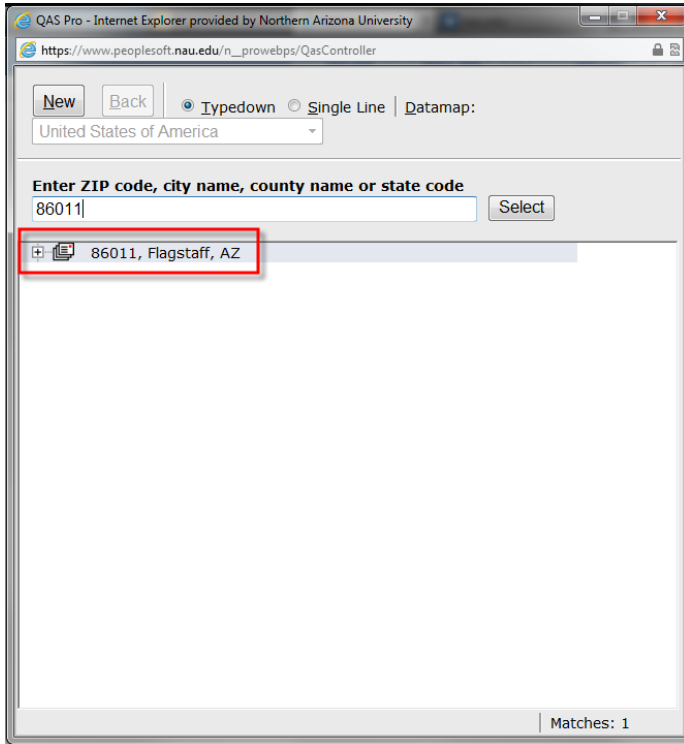 QAS Pro - Internet Explorer provided by Northern Arizona University
https://www.peoplesoft.nau.edu/n__prowebps/QasController
New Back Typedown Single Line Datamap:
United States of America
Enter ZIP code, city name, county name or state code
86011 Select
86011, Flagstaff, AZ
Matches: 1